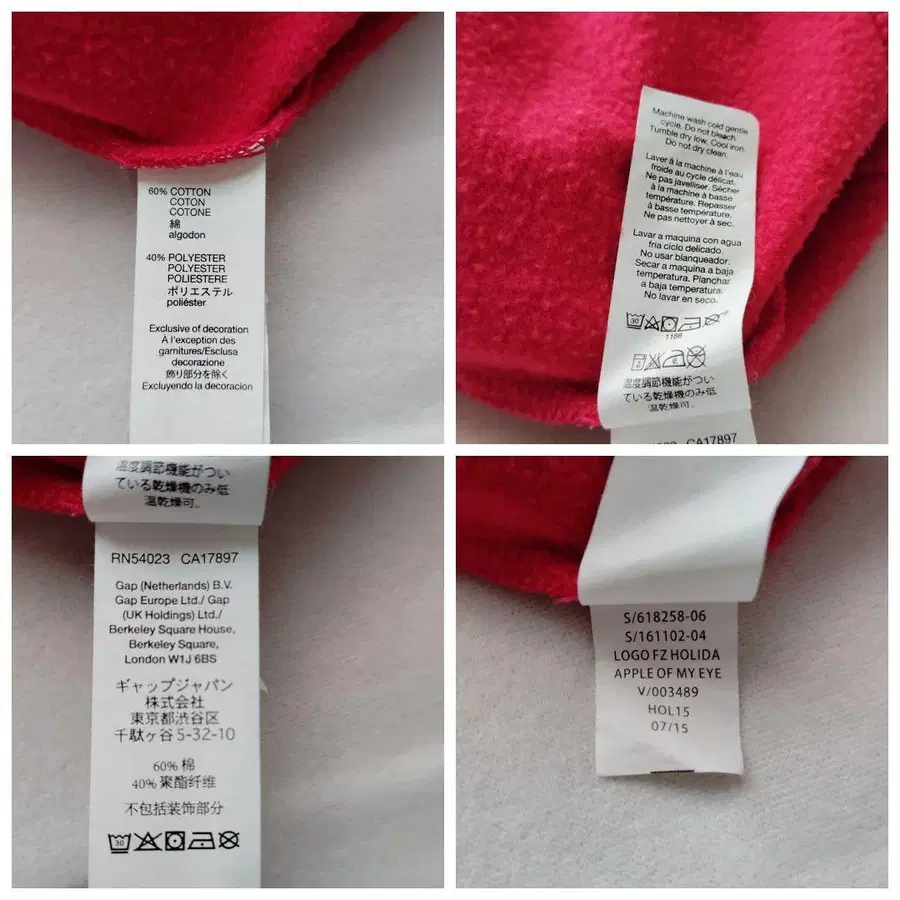 60% COTTON
COTON
COTONE
綿
algodon
40% POLYESTER
POLYESTER
POLIESTERE
ポリエステル
poliéster
Exclusive of decoration
À l'exception des
garnitures/Esclusa
decorazione
飾り部分を除く
Excluyendo la decoracion
Machine wash cold gentle
cycle. Do not bleach.
Tumble dry low. Cool iron.
Do not dry clean.
Laver à la machine à l'eau
froide au cycle délicat.
Ne pas javelliser. Sécher
à la machine à basse
température. Repasser
à basse température.
Ne pas nettoyer à sec.
Lavar a maquina con agua
fria ciclo delicado.
No usar blanqueador.
Secar a maquina a baja
temperatura. Planchar
a baja temperatura.
No lavar en seco.
30
1166
温度調節機能がつい
ている乾燥機のみ低
温乾燥可。
CA17897
温度調節機能がつい
ている乾燥機のみ低
温乾燥可。
RN54023 CA17897
Gap (Netherlands) B.V.
Gap Europe Ltd./ Gap
(UK Holdings) Ltd./
Berkeley Square House,
Berkeley Square,
London W1J 6BS
ギャップジャパン
株式会社
東京都渋谷区
千駄ヶ谷 5-32-10
60% 棉
40% 聚酯纤维
不包括装饰部分
30
S/618258-06
S/161102-04
LOGO FZ HOLIDA
APPLE OF MY EYE
V/003489
HOL15
07/15